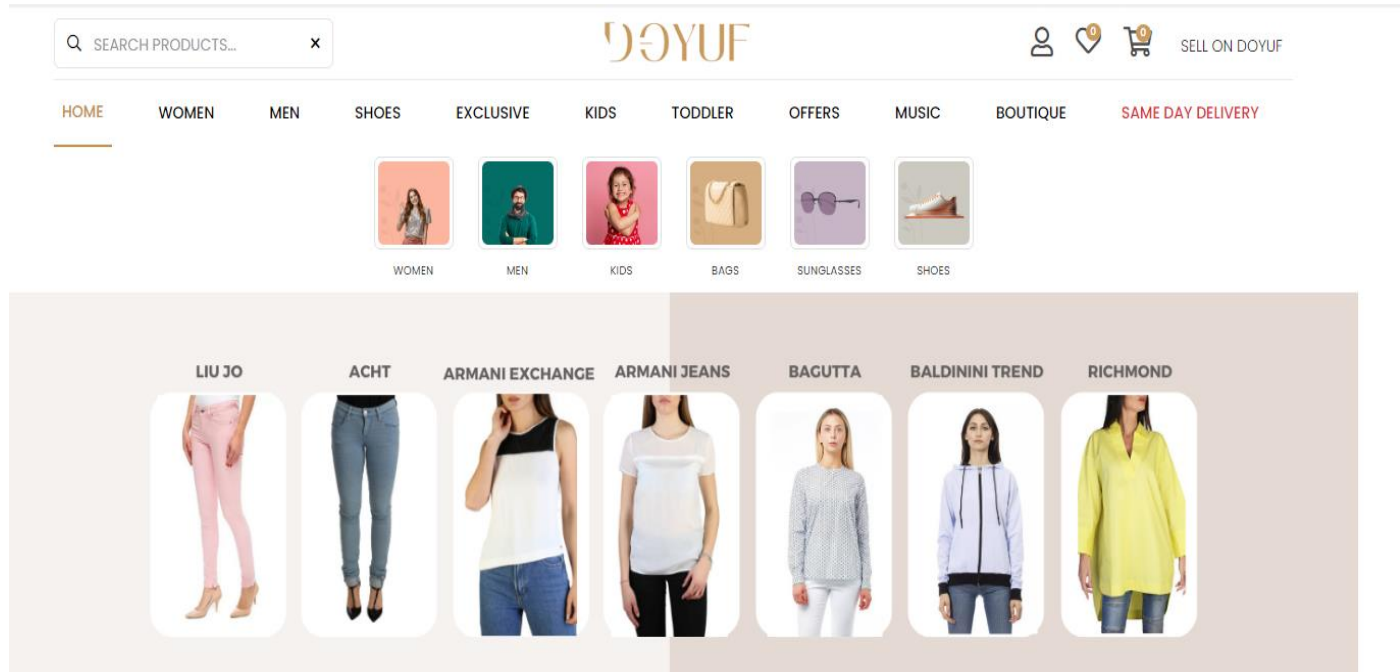 SEARCH PRODUCTS... x
DOYUF
0
0
SELL ON DOYUF
HOME WOMEN MEN SHOES EXCLUSIVE KIDS TODDLER OFFERS MUSIC BOUTIQUE SAME DAY DELIVERY
WOMEN MEN KIDS BAGS SUNGLASSES SHOES
LIU JO ACHT ARMANI EXCHANGE ARMANI JEANS BAGUTTA BALDININI TREND RICHMOND